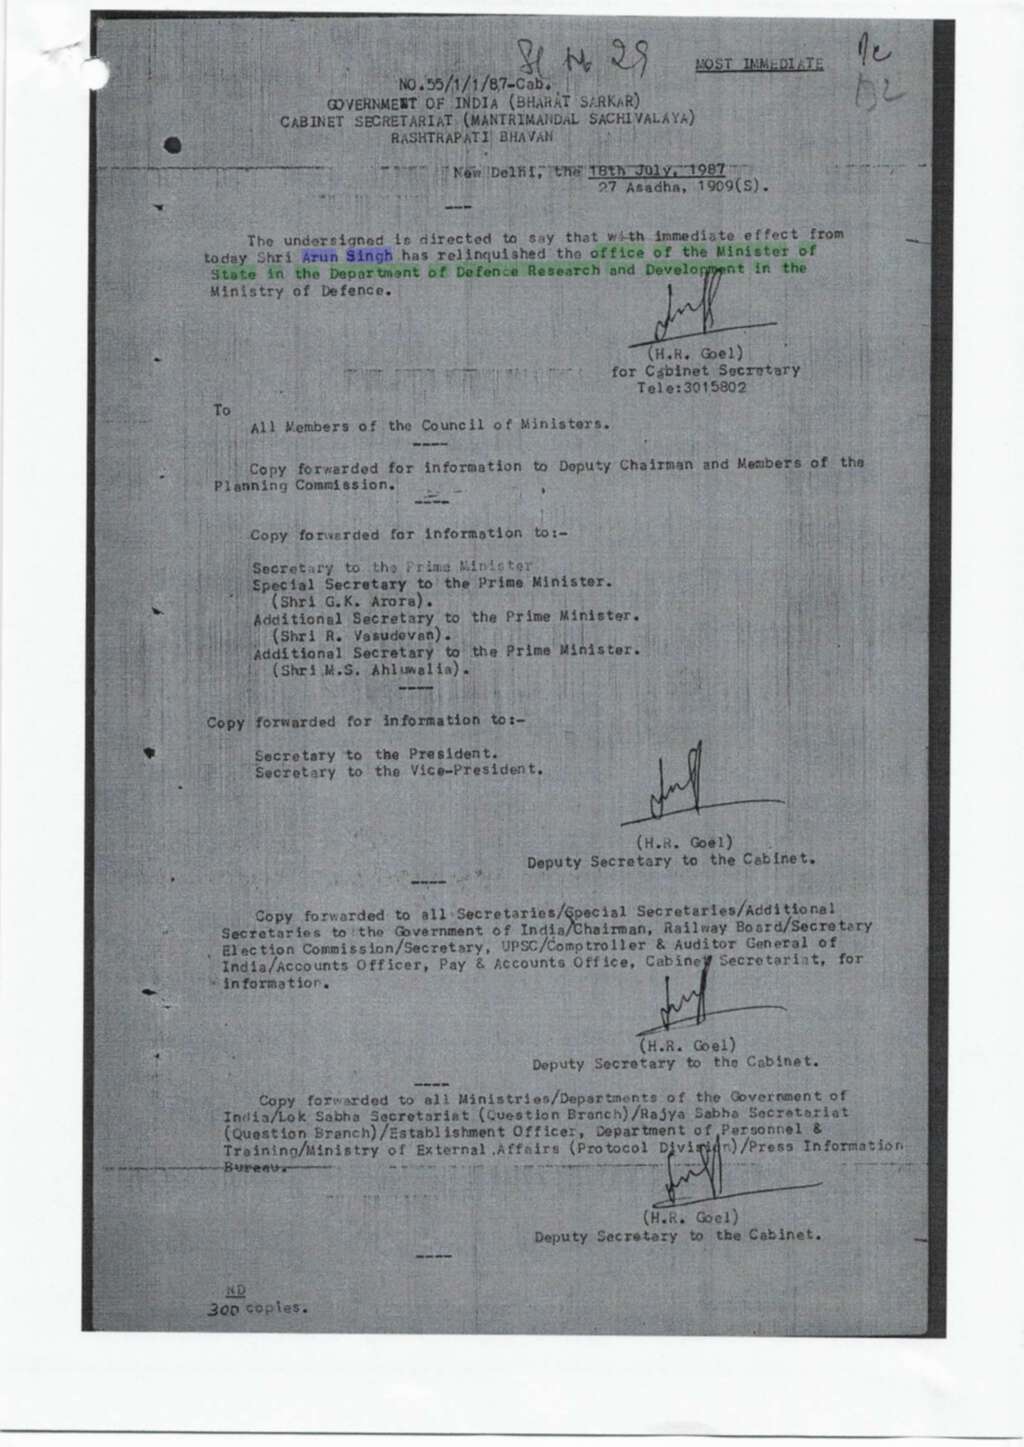 Sl No 29
MOST IMMEDIATE
NO.55/1/1/87-Cab.
GOVERNMENT OF INDIA (BHARAT SARKAR)
CABINET SECRETARIAT (MANTRIMANDAL SACHIVALAYA)
RASHTRAPATI BHAVAN
New Delhi, the 18th July, 1987
27 Asadha, 1909(S).
The undersigned is directed to say that with immediate effect from
today Shri Arun Singh has relinquished the office of the Minister of
State in the Department of Defence Research and Development in the
Ministry of Defence.
(H.R. Goel)
for Cabinet Secretary
Tele:3015802
To
All Members of the Council of Ministers.
----
Copy forwarded for information to Deputy Chairman and Members of the
Planning Commission.
----
Copy forwarded for information to:-
Secretary to the Prime Minister
Special Secretary to the Prime Minister.
(Shri G.K. Arora).
Additional Secretary to the Prime Minister.
(Shri R. Vasudevan).
Additional Secretary to the Prime Minister.
(Shri M.S. Ahluwalia).
----
Copy forwarded for information to:-
Secretary to the President.
Secretary to the Vice-President.
(H.R. Goel)
Deputy Secretary to the Cabinet.
----
Copy forwarded to all Secretaries/Special Secretaries/Additional
Secretaries to the Government of India/Chairman, Railway Board/Secretary
Election Commission/Secretary, UPSC/Comptroller & Auditor General of
India/Accounts Officer, Pay & Accounts Office, Cabinet Secretariat, for
information.
(H.R. Goel)
Deputy Secretary to the Cabinet.
----
Copy forwarded to all Ministries/Departments of the Government of
India/Lok Sabha Secretariat (Question Branch)/Rajya Sabha Secretariat
(Question Branch)/Establishment Officer, Department of Personnel &
Training/Ministry of External Affairs (Protocol Division)/Press Information
Bureau.
(H.R. Goel)
Deputy Secretary to the Cabinet.
----
ND
300 copies.